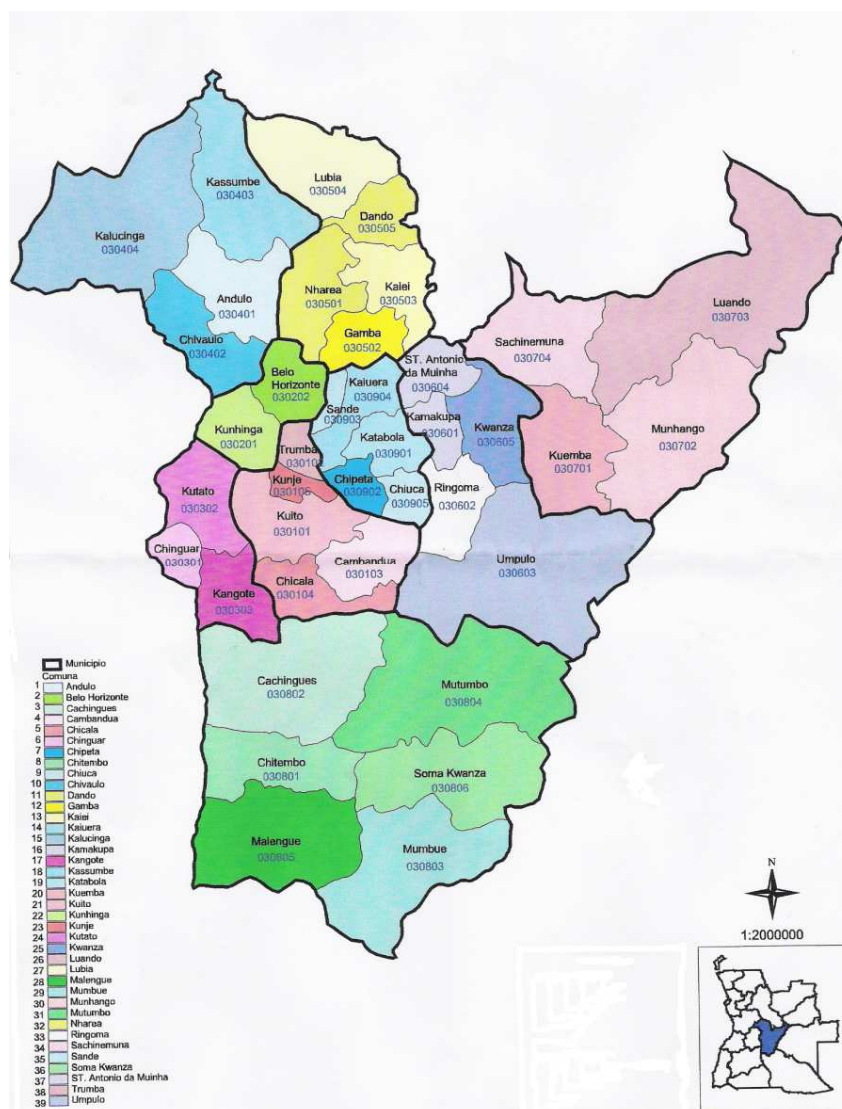 Kassumbe
030403
Lubia
030504
Dando
030505
Kalucinga
030404
Andulo
030401
Nharea
030501
Kaiei
030503
Luando
030703
Chivaulo
030402
Gamba
030502
Sachinemuna
030704
Belo
Horizonte
030202
Kaiuera
030904
ST. Antonio
da Muinha
030604
Sande
030903
Kamakupa
030601
Kwanza
030605
Munhango
030702
Kunhinga
030201
Trumba
Katabola
030901
Kuemba
030701
Kunje
Chipeta
030902
Chiuca
030905
Ringoma
030602
Kutato
030302
Kuito
030101
Chinguar
030301
Cambandua
030103
Umpulo
030603
Kangote
030303
Chicala
030104
Cachingues
030802
Mutumbo
030804
Chitembo
030801
Soma Kwanza
030806
Malengue
030805
Mumbue
030803
Municipio
Comuna
1 Andulo
2 Belo Horizonte
3 Cachingues
4 Cambandua
5 Chicala
6 Chinguar
7 Chipeta
8 Chitembo
9 Chiuca
10 Chivaulo
11 Dando
12 Gamba
13 Kaiei
14 Kaiuera
15 Kalucinga
16 Kamakupa
17 Kangote
18 Kassumbe
19 Katabola
20 Kuemba
21 Kuito
22 Kunhinga
23 Kunje
24 Kutato
25 Kwanza
26 Luando
27 Lubia
28 Malengue
29 Mumbue
30 Munhango
31 Mutumbo
32 Nharea
33 Ringoma
34 Sachinemuna
35 Sande
36 Soma Kwanza
37 ST. Antonio da Muinha
38 Trumba
39 Umpulo
N
1:2000000